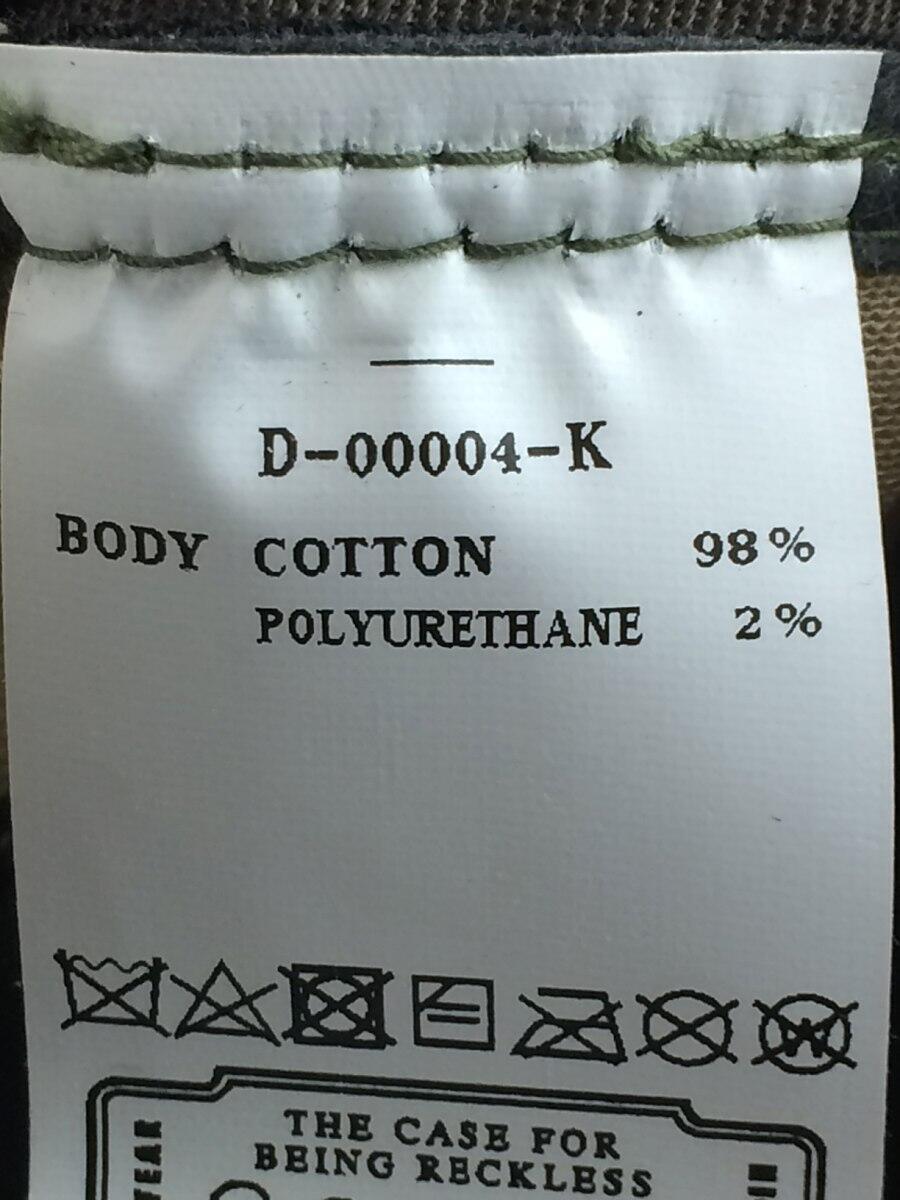 D-00004-K
BODY COTTON 98%
POLYURETHANE 2%
W
THE CASE FOR
BEING RECKLESS